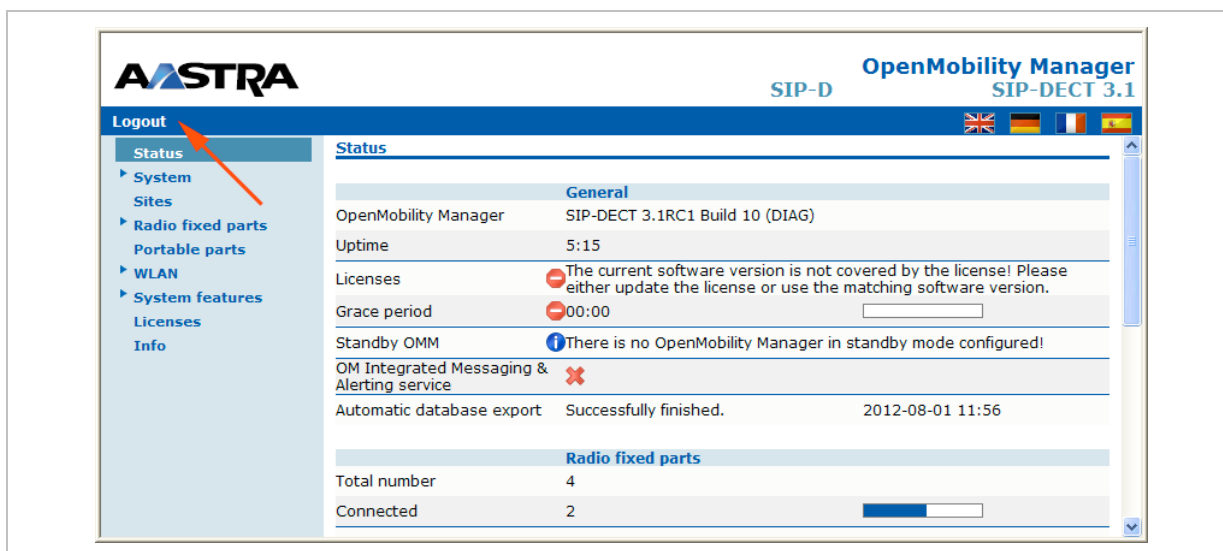 AASTRA
OpenMobility Manager
SIP-D
SIP-DECT 3.1
Logout
Status
System
Sites
Radio fixed parts
Portable parts
WLAN
System features
Licenses
Info
Status
General
OpenMobility Manager SIP-DECT 3.1RC1 Build 10 (DIAG)
Uptime 5:15
Licenses The current software version is not covered by the license! Please
either update the license or use the matching software version.
Grace period 00:00
Standby OMM There is no OpenMobility Manager in standby mode configured!
OM Integrated Messaging &
Alerting service
Automatic database export Successfully finished. 2012-08-01 11:56
Radio fixed parts
Total number 4
Connected 2